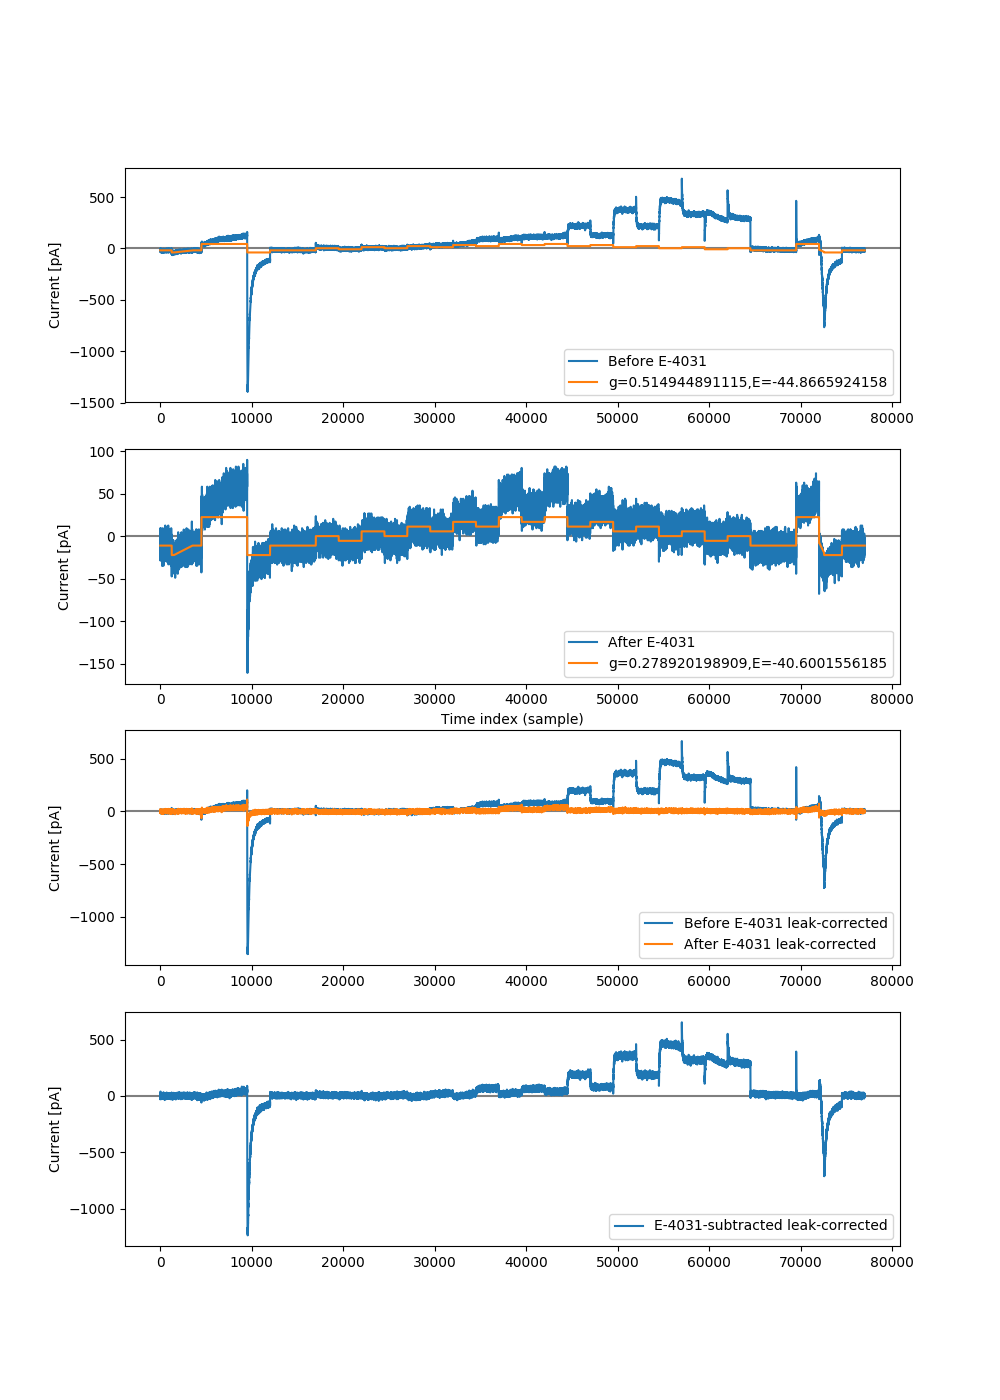 500
0
−500
−1000
−1500
Current [pA]
Before E-4031
g=0.514944891115,E=-44.8665924158
0 10000 20000 30000 40000 50000 60000 70000 80000
100
50
0
−50
−100
−150
Current [pA]
After E-4031
g=0.278920198909,E=-40.6001556185
0 10000 20000 30000 40000 50000 60000 70000 80000
Time index (sample)
500
0
−500
−1000
Current [pA]
Before E-4031 leak-corrected
After E-4031 leak-corrected
0 10000 20000 30000 40000 50000 60000 70000 80000
500
0
−500
−1000
Current [pA]
E-4031-subtracted leak-corrected
0 10000 20000 30000 40000 50000 60000 70000 80000